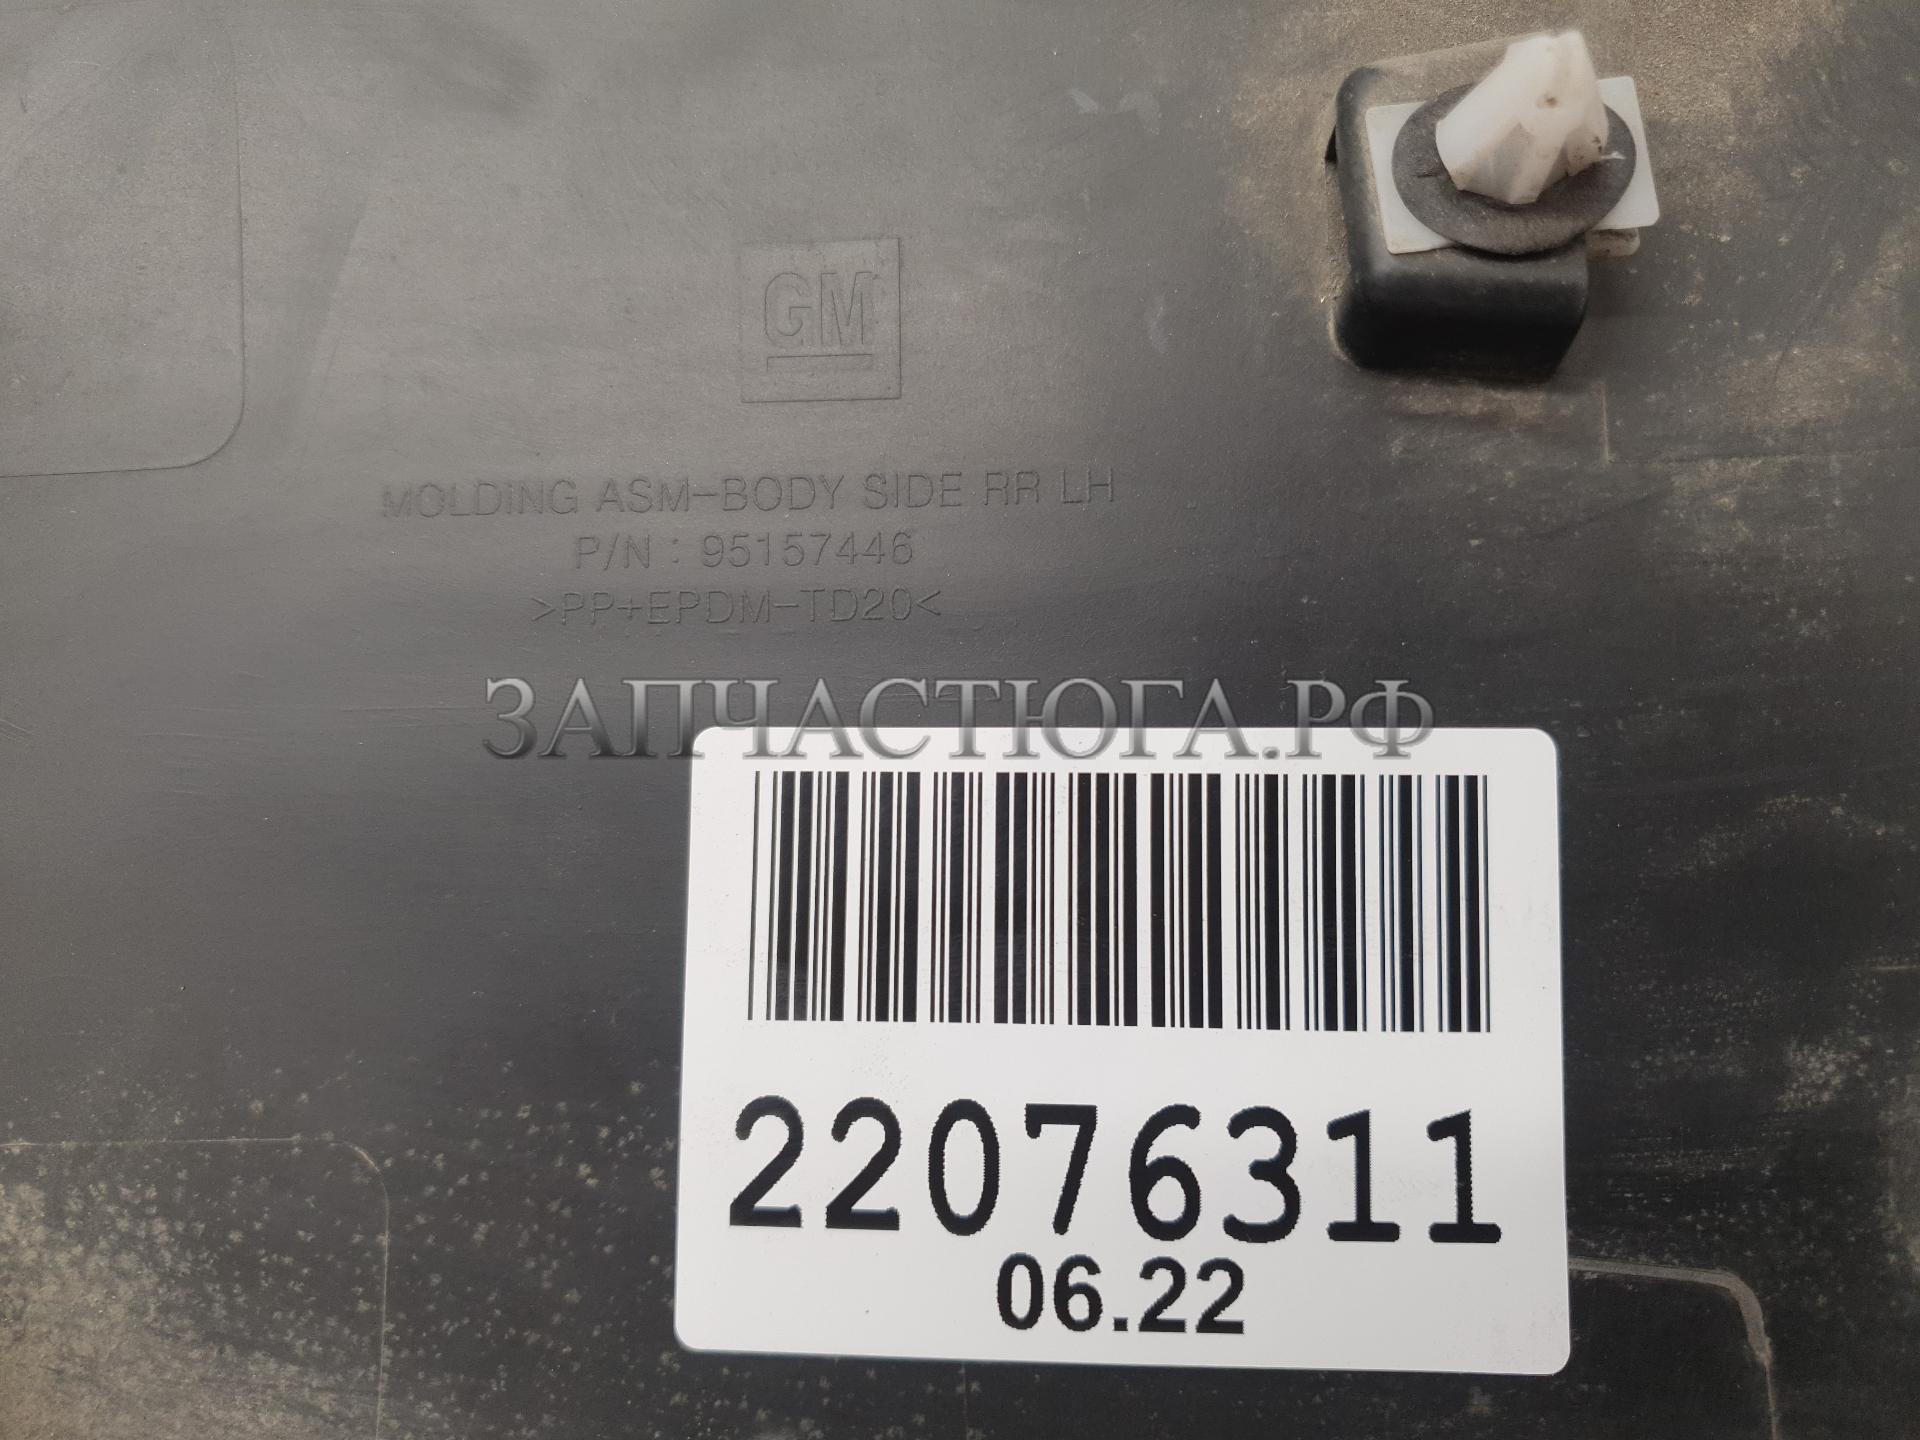 GM
MOLDING ASM-BODY SIDE RR LH
P/N : 95157446
>PP+EPDM-TD20<
ЗАПЧАСТЮГА.РФ
22076311
06.22